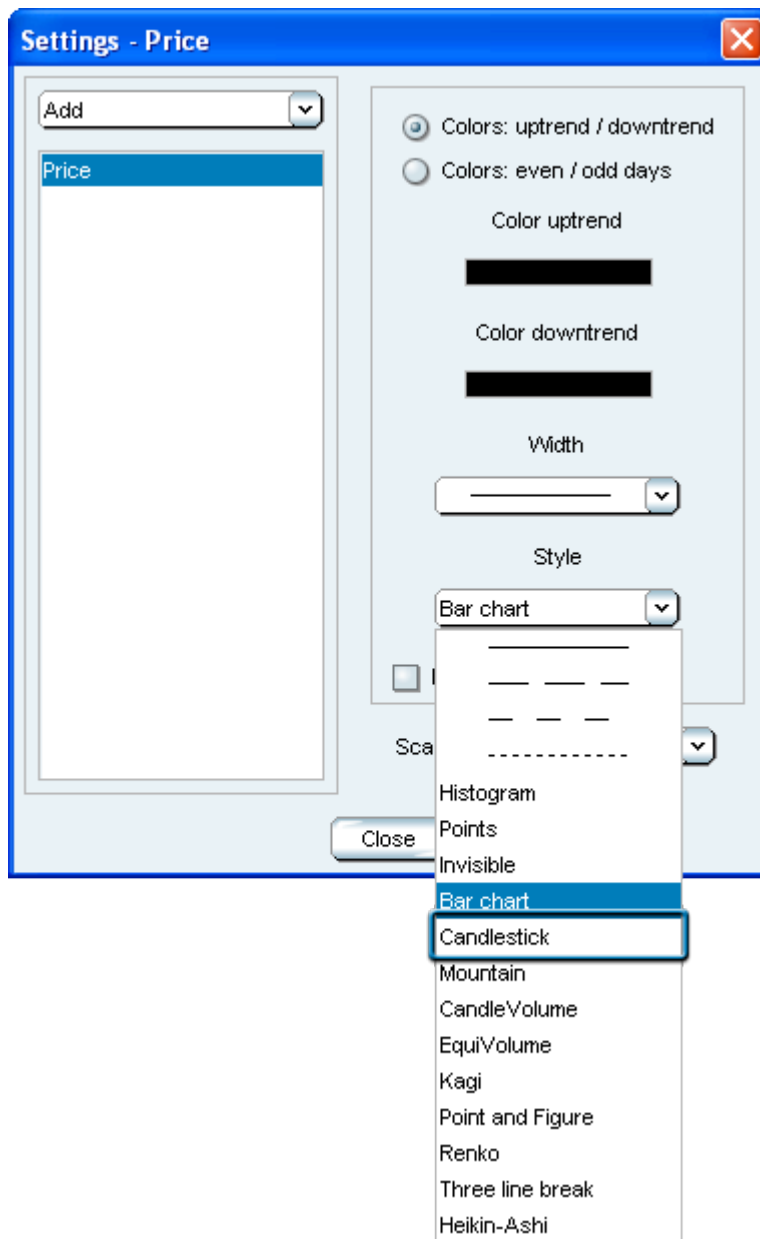 Settings - Price
Add
Price
Colors: uptrend / downtrend
Colors: even / odd days
Color uptrend
Color downtrend
Width
Style
Bar chart
Histogram
Points
Invisible
Bar chart
Candlestick
Mountain
CandleVolume
EquiVolume
Kagi
Point and Figure
Renko
Three line break
Heikin-Ashi
Close